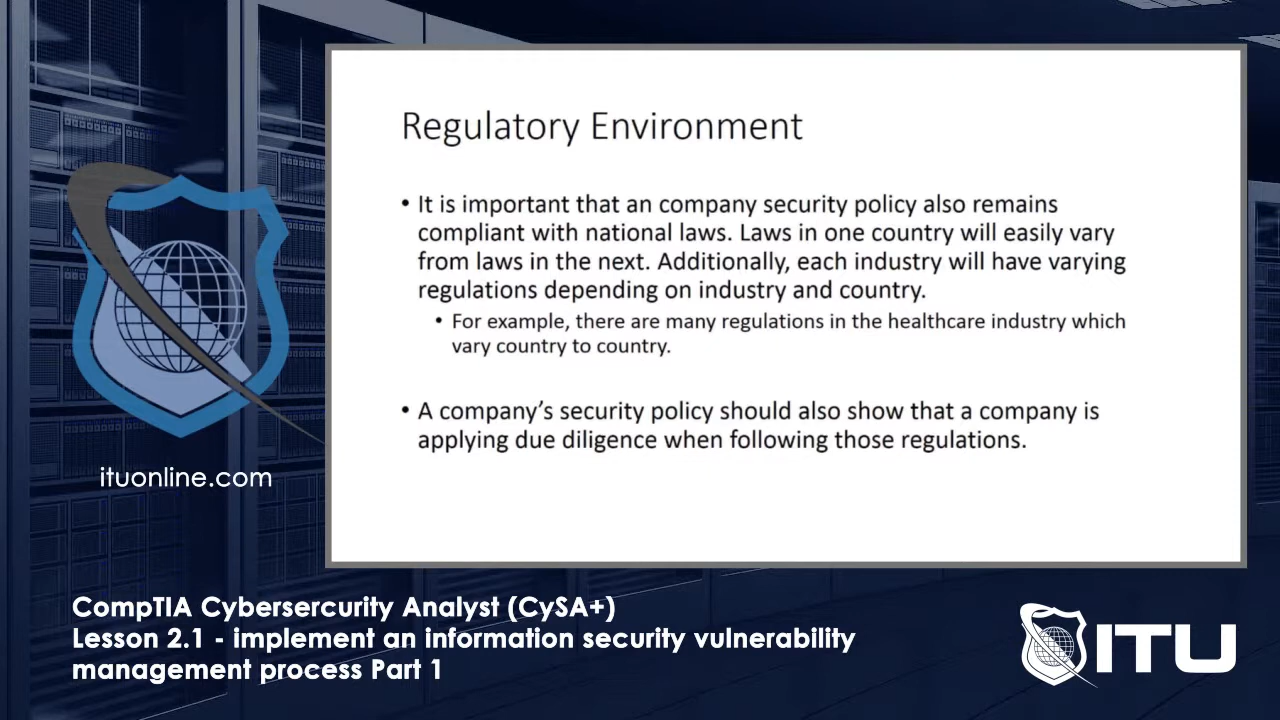 Regulatory Environment
• It is important that an company security policy also remains
compliant with national laws. Laws in one country will easily vary
from laws in the next. Additionally, each industry will have varying
regulations depending on industry and country.
• For example, there are many regulations in the healthcare industry which
vary country to country.
• A company’s security policy should also show that a company is
applying due diligence when following those regulations.
ituonline.com
CompTIA Cybersercurity Analyst (CySA+)
Lesson 2.1 - implement an information security vulnerability
management process Part 1
ITU